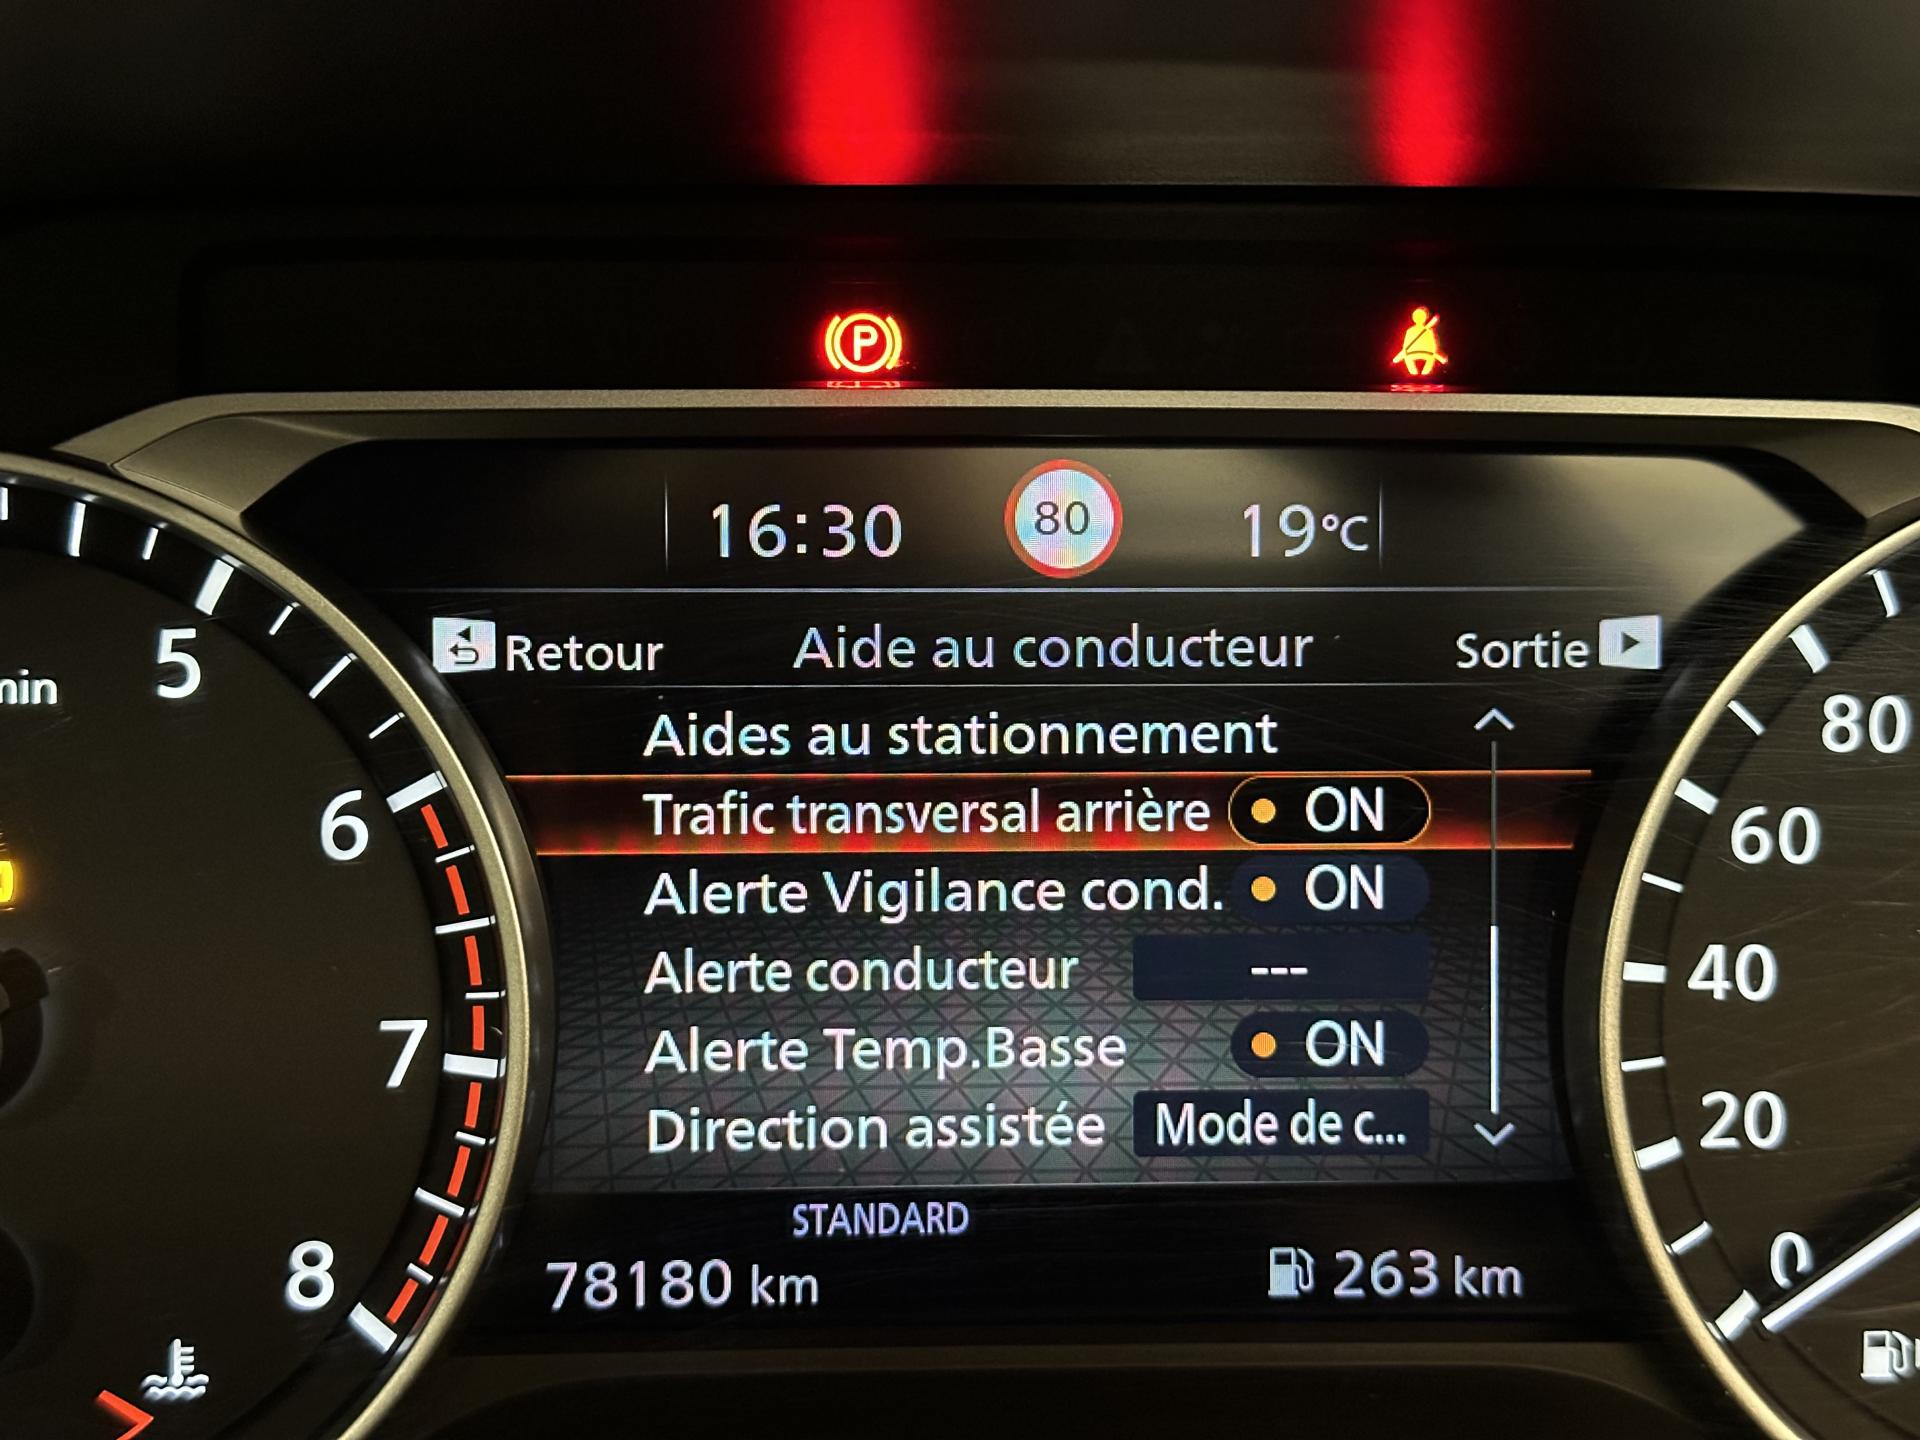 P
16:30
80
19°C
Retour
Aide au conducteur
Sortie
Aides au stationnement
Trafic transversal arrière ON
Alerte Vigilance cond. ON
Alerte conducteur ---
Alerte Temp.Basse ON
Direction assistée Mode de c...
STANDARD
78180 km
263 km
5
6
7
8
80
60
40
20
0